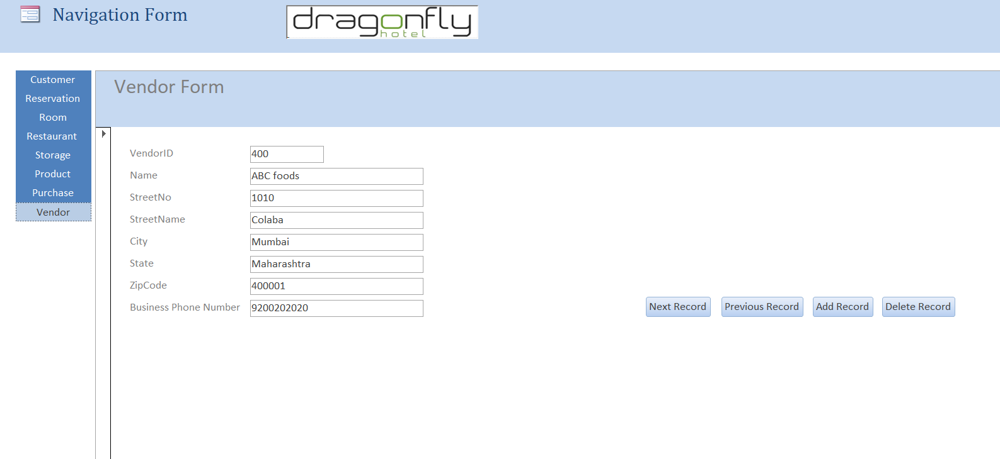 Navigation Form
dragonfly
hotel
Customer
Reservation
Room
Restaurant
Storage
Product
Purchase
Vendor
Vendor Form
VendorID 400
Name ABC foods
StreetNo 1010
StreetName Colaba
City Mumbai
State Maharashtra
ZipCode 400001
Business Phone Number 9200202020
Next Record Previous Record Add Record Delete Record